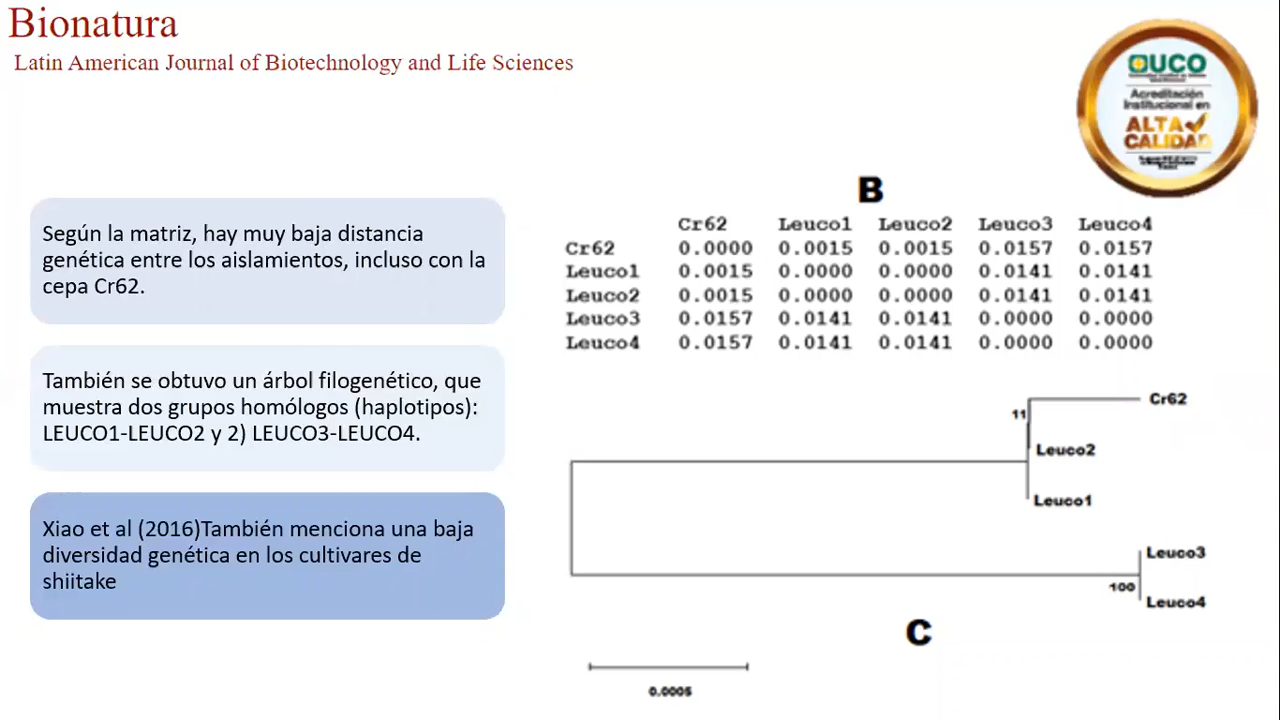 Bionatura
Latin American Journal of Biotechnology and Life Sciences
OUCO
Acreditación
Institucional en
ALTA
CALIDAD
Según la matriz, hay muy baja distancia
genética entre los aislamientos, incluso con la
cepa Cr62.
También se obtuvo un árbol filogenético, que
muestra dos grupos homólogos (haplotipos):
LEUCO1-LEUCO2 y 2) LEUCO3-LEUCO4.
Xiao et al (2016)También menciona una baja
diversidad genética en los cultivares de
shiitake
B
Cr62 Leuco1 Leuco2 Leuco3 Leuco4
Cr62 0.0000 0.0015 0.0015 0.0157 0.0157
Leuco1 0.0015 0.0000 0.0000 0.0141 0.0141
Leuco2 0.0015 0.0000 0.0000 0.0141 0.0141
Leuco3 0.0157 0.0141 0.0141 0.0000 0.0000
Leuco4 0.0157 0.0141 0.0141 0.0000 0.0000
Cr62
11
Leuco2
Leuco1
Leuco3
100
Leuco4
C
0.0005